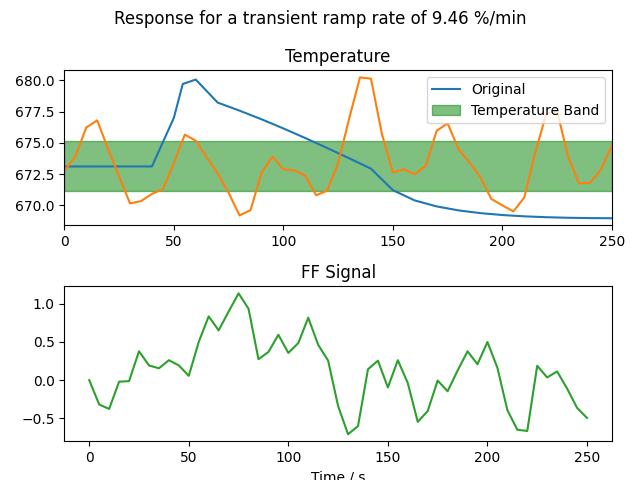 Response for a transient ramp rate of 9.46 %/min
Temperature
680.0
677.5
675.0
672.5
670.0
Original
Temperature Band
0 50 100 150 200 250
FF Signal
1.0
0.5
0.0
−0.5
0 50 100 150 200 250
Time / s